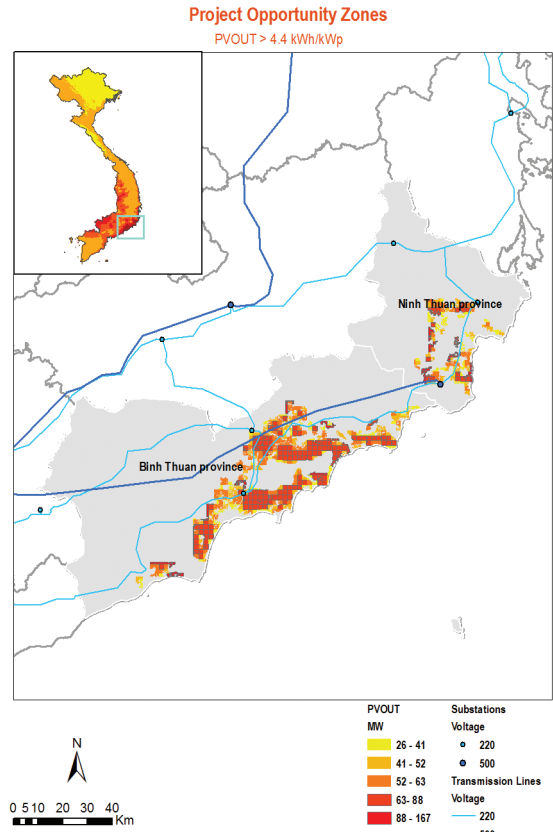 Project Opportunity Zones
PVOUT > 4.4 kWh/kWp
Ninh Thuan province
Binh Thuan province
PVOUT
MW
26 - 41
41 - 52
52 - 63
63- 88
88 - 167
Substations
Voltage
220
500
Transmission Lines
Voltage
220
500
N
0 5 10 20 30 40
Km